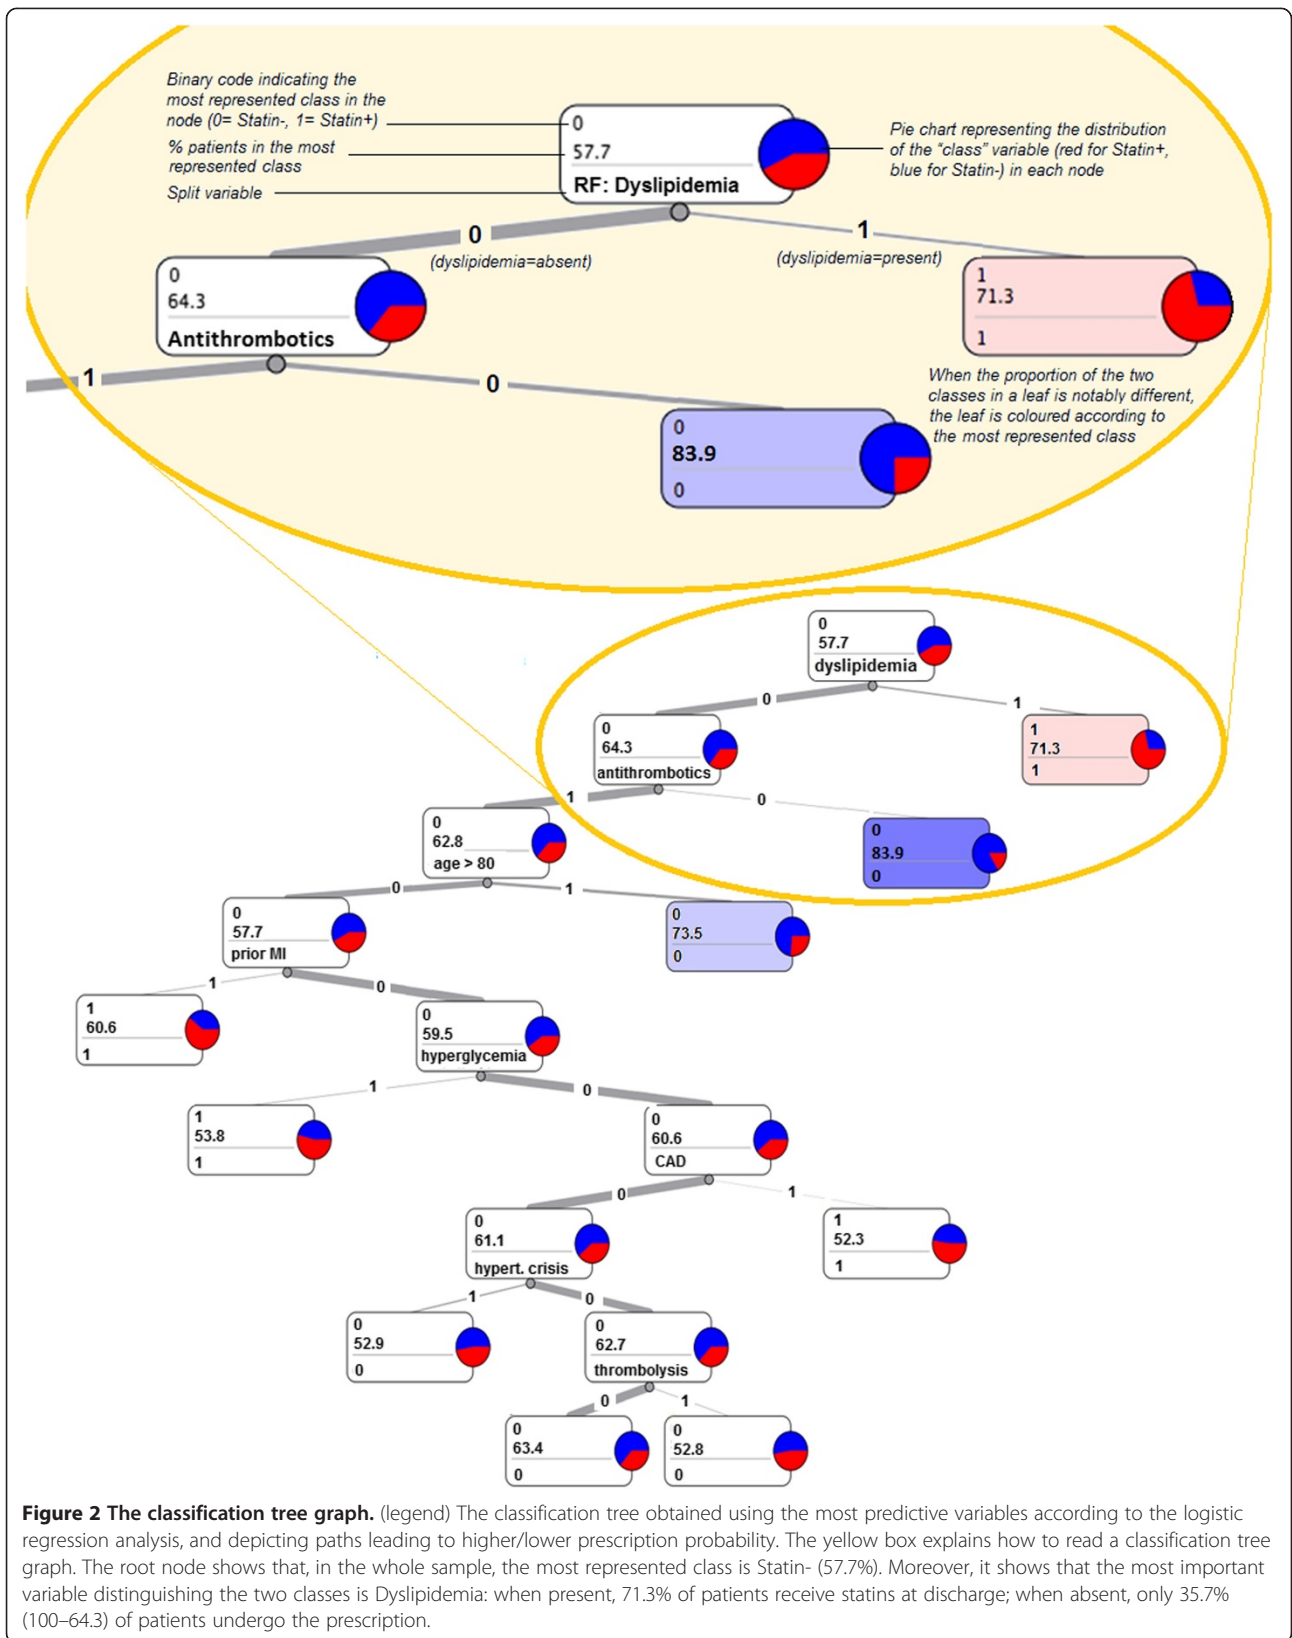 Binary code indicating the
most represented class in the
node (0= Statin-, 1= Statin+)
% patients in the most
represented class
Split variable
0
57.7
RF: Dyslipidemia
Pie chart representing the distribution
of the "class" variable (red for Statin+,
blue for Statin-) in each node
0
(dyslipidemia=absent)
1
(dyslipidemia=present)
0
64.3
Antithrombotics
1
71.3
1
1
0
When the proportion of the two
classes in a leaf is notably different,
the leaf is coloured according to
the most represented class
0
83.9
0
0
57.7
dyslipidemia
0
1
0
64.3
antithrombotics
1
71.3
1
1
0
0
62.8
age > 80
0
83.9
0
0
1
0
57.7
prior MI
0
73.5
0
1
0
1
60.6
1
0
59.5
hyperglycemia
1
0
1
53.8
1
0
60.6
CAD
0
1
0
61.1
hypert. crisis
1
52.3
1
1
0
0
52.9
0
0
62.7
thrombolysis
0
1
0
63.4
0
0
52.8
0
Figure 2 The classification tree graph. (legend) The classification tree obtained using the most predictive variables according to the logistic
regression analysis, and depicting paths leading to higher/lower prescription probability. The yellow box explains how to read a classification tree
graph. The root node shows that, in the whole sample, the most represented class is Statin- (57.7%). Moreover, it shows that the most important
variable distinguishing the two classes is Dyslipidemia: when present, 71.3% of patients receive statins at discharge; when absent, only 35.7%
(100–64.3) of patients undergo the prescription.